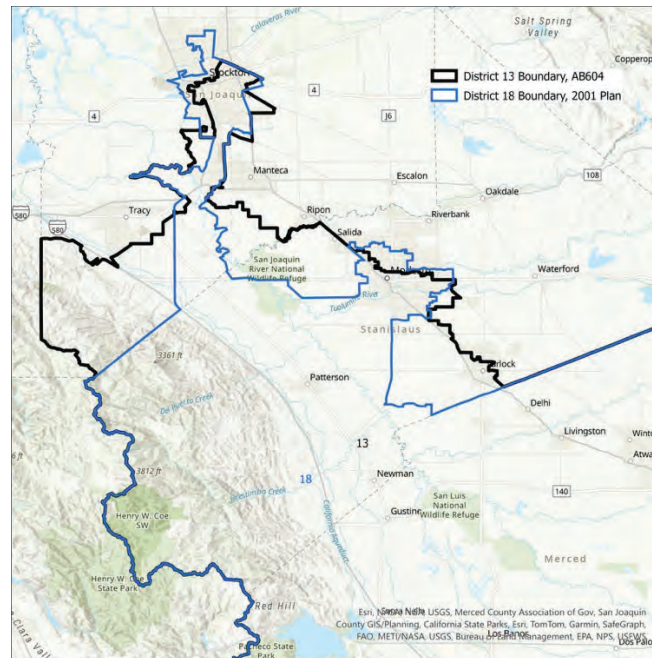 Calaveras River
Salt Spring
Valley
Copperop
Stockton
San Joaquin
District 13 Boundary, AB604
District 18 Boundary, 2001 Plan
4
4
J6
Manteca
Escalon
108
Oakdale
580
580
Tracy
Ripon
Riverbank
Salida
San Joaquin
River National
Wildlife Refuge
Waterford
Tuolumne River
Stanislaus
3361 ft
Patterson
Delhi
Livingston
Del Puerto Creek
13
Atwa
3812 ft
18
Newman
140
Henry W. Coe
SW
California Aqueduct
Gustine
San Luis
National
Wildlife Refuge
Merced
Henry W. Coe
State Park
Red Hill
Pacheco State
Park
Esri, NASA, NGA, USGS, Merced County Association of Gov, San Joaquin
County GIS/Planning, California State Parks, Esri, TomTom, Garmin, SafeGraph,
FAO, METI/NASA, USGS, Bureau of Land Management, EPA, NPS, USFWS
Los Banos
Dos Palo